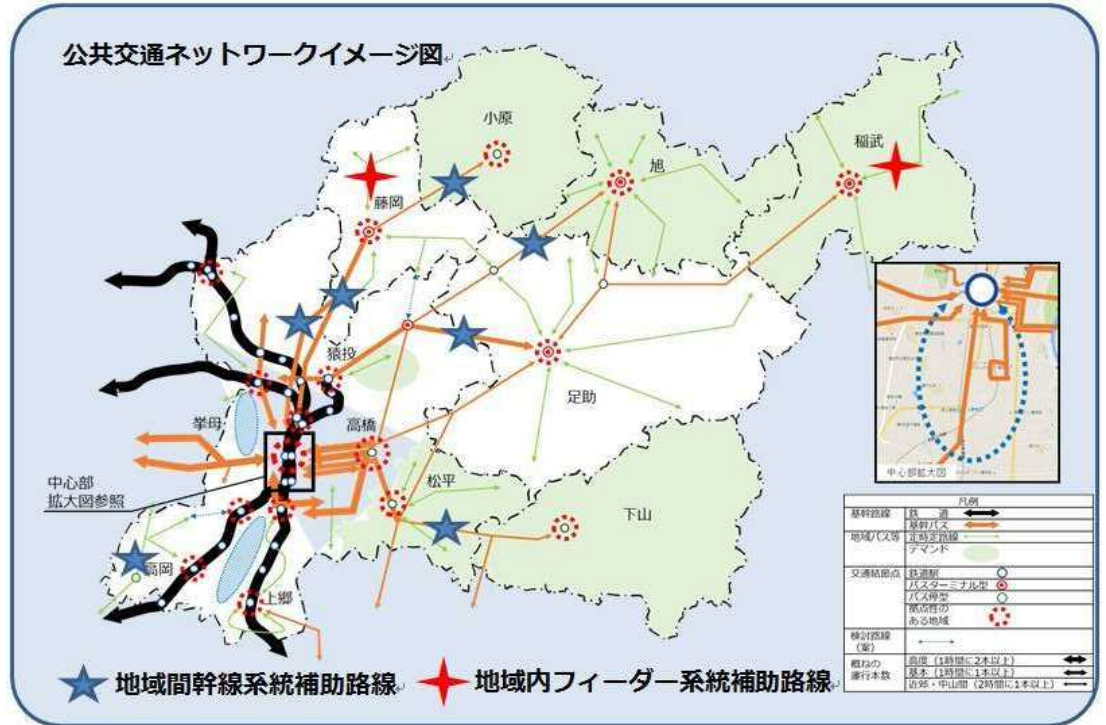 公共交通ネットワークイメージ図
小原
旭
稲武
藤岡
猿投
足助
挙母
高橋
中心部
拡大図参照
松平
下山
高岡
上郷
中心部拡大図
凡例
基幹路線
鉄 道
基幹バス
地域バス等
定時定路線
デマンド
交通結節点
鉄道駅
バスターミナル型
バス停型
拠点性の
ある地域
検討路線
(案)
概ねの
運行本数
高度(1時間に2本以上)
基本(1時間に1本以上)
近郊・中山間(2時間に1本以上)
地域間幹線系統補助路線
地域内フィーダー系統補助路線